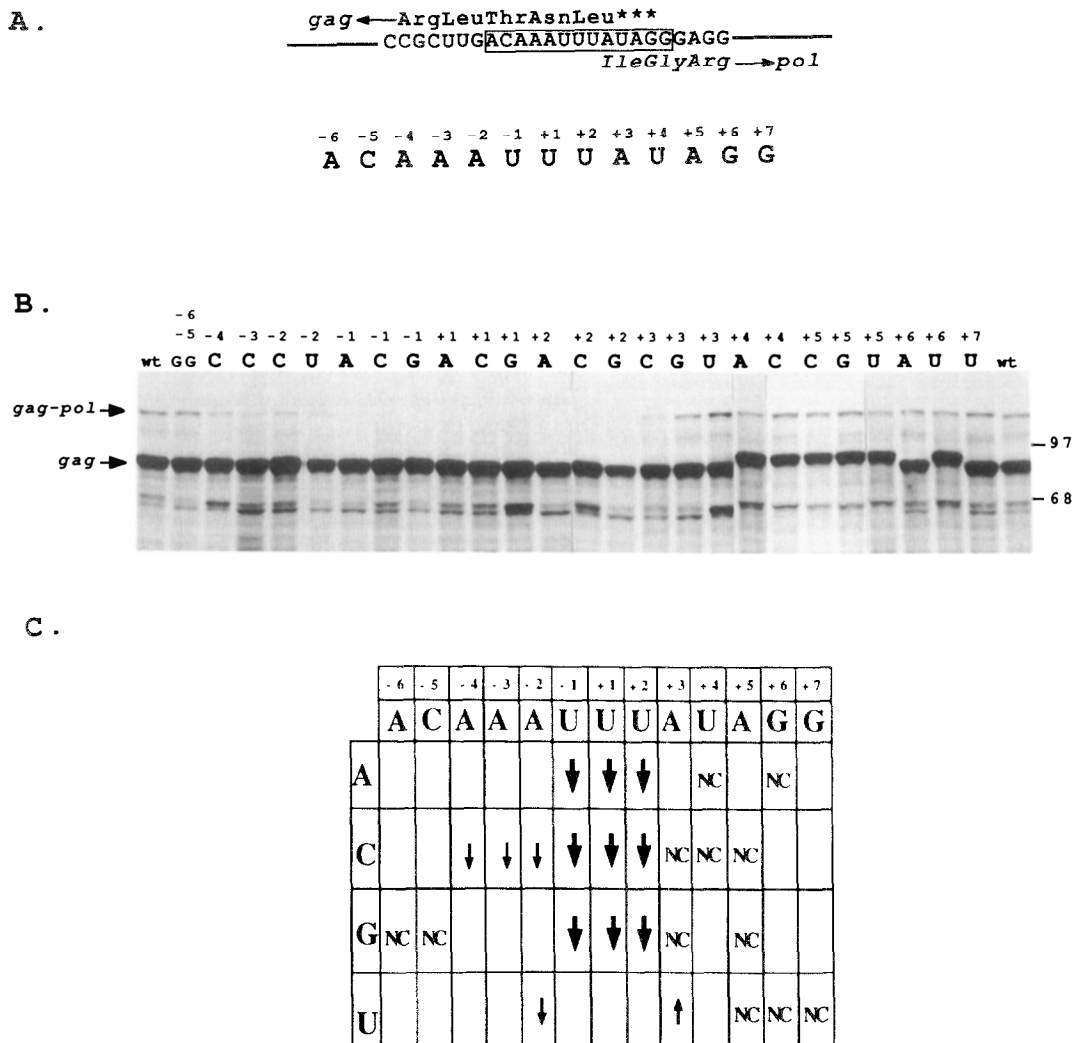 A.
gag ← ArgLeuThrAsnLeu***
CCGCUUGACAAAUUUAUAGGGAGG
IleGlyArg → pol
-6 -5 -4 -3 -2 -1 +1 +2 +3 +4 +5 +6 +7
A C A A A U U U A U A G G
B.
-6
-5 -4 -3 -2 -2 -1 -1 -1 +1 +1 +1 +2 +2 +2 +3 +3 +3 +4 +4 +5 +5 +5 +6 +6 +7
wt GG C C C U A C G A C G A C G C G U A C C G U A U U wt
gag-pol
gag
97
68
C.
-6 -5 -4 -3 -2 -1 +1 +2 +3 +4 +5 +6 +7
A C A A A U U U A U A G G
A ↓ ↓ ↓ NC NC
C ↓ ↓ ↓ ↓ ↓ ↓ NC NC NC
G NC NC ↓ ↓ ↓ NC NC
U ↓ ↑ NC NC NC